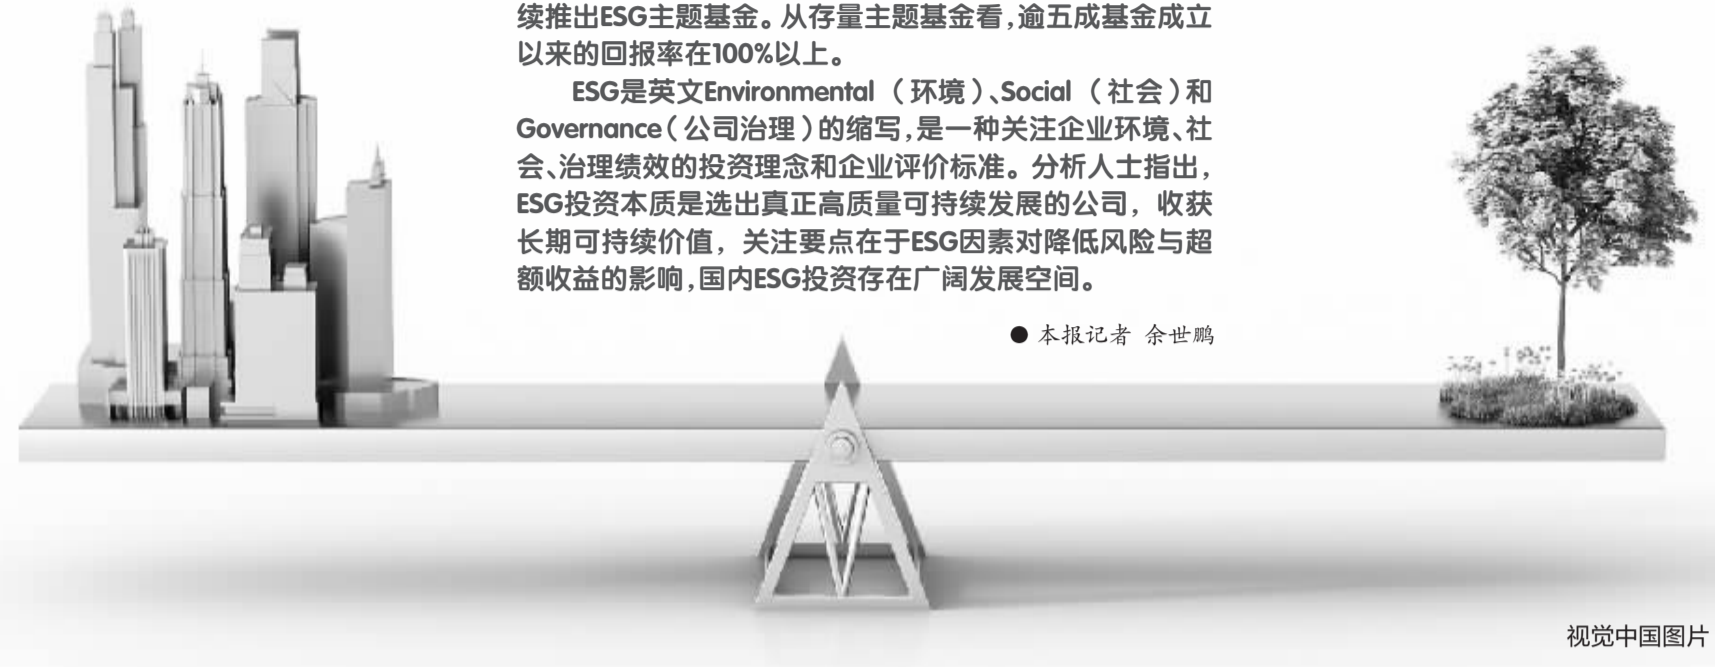 续推出ESG主题基金。从存量主题基金看,逾五成基金成立
以来的回报率在100%以上。
ESG是英文Environmental（环境）、Social（社会）和
Governance（公司治理）的缩写,是一种关注企业环境、社
会、治理绩效的投资理念和企业评价标准。分析人士指出,
ESG投资本质是选出真正高质量可持续发展的公司，收获
长期可持续价值，关注要点在于ESG因素对降低风险与超
额收益的影响,国内ESG投资存在广阔发展空间。
● 本报记者 余世鹏
视觉中国图片